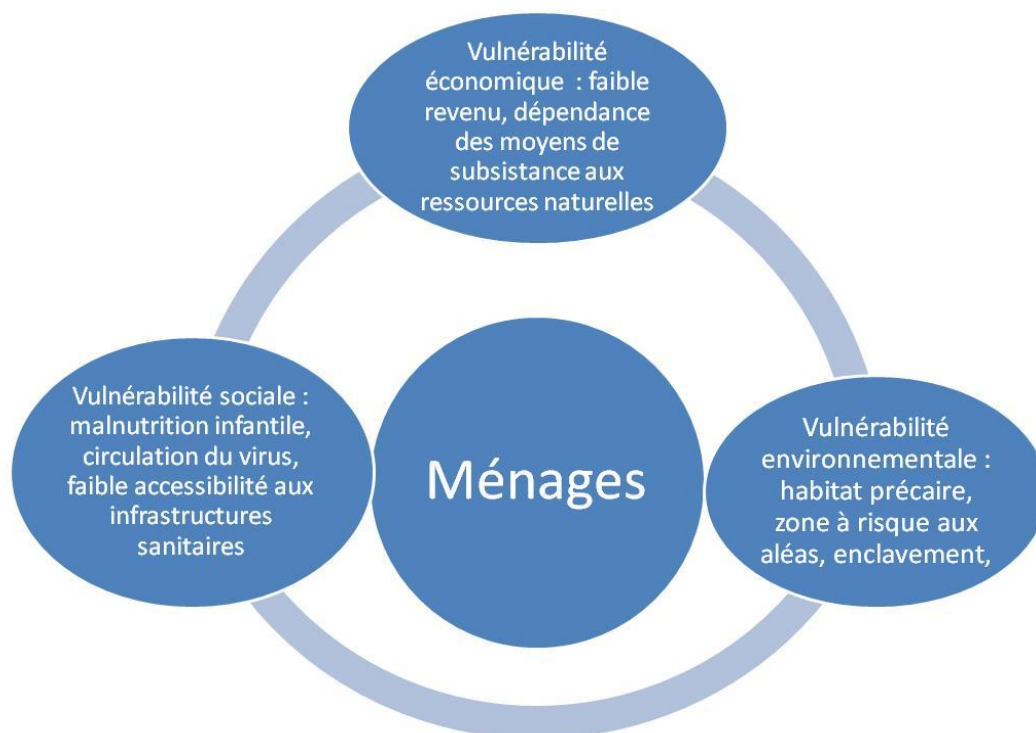 Vulnérabilité
économique : faible
revenu, dépendance
des moyens de
subsistance aux
ressources naturelles
Vulnérabilité sociale :
malnutrition infantile,
circulation du virus,
faible accessibilité aux
infrastructures
sanitaires
Ménages
Vulnérabilité
environnementale :
habitat précaire,
zone à risque aux
aléas, enclavement,